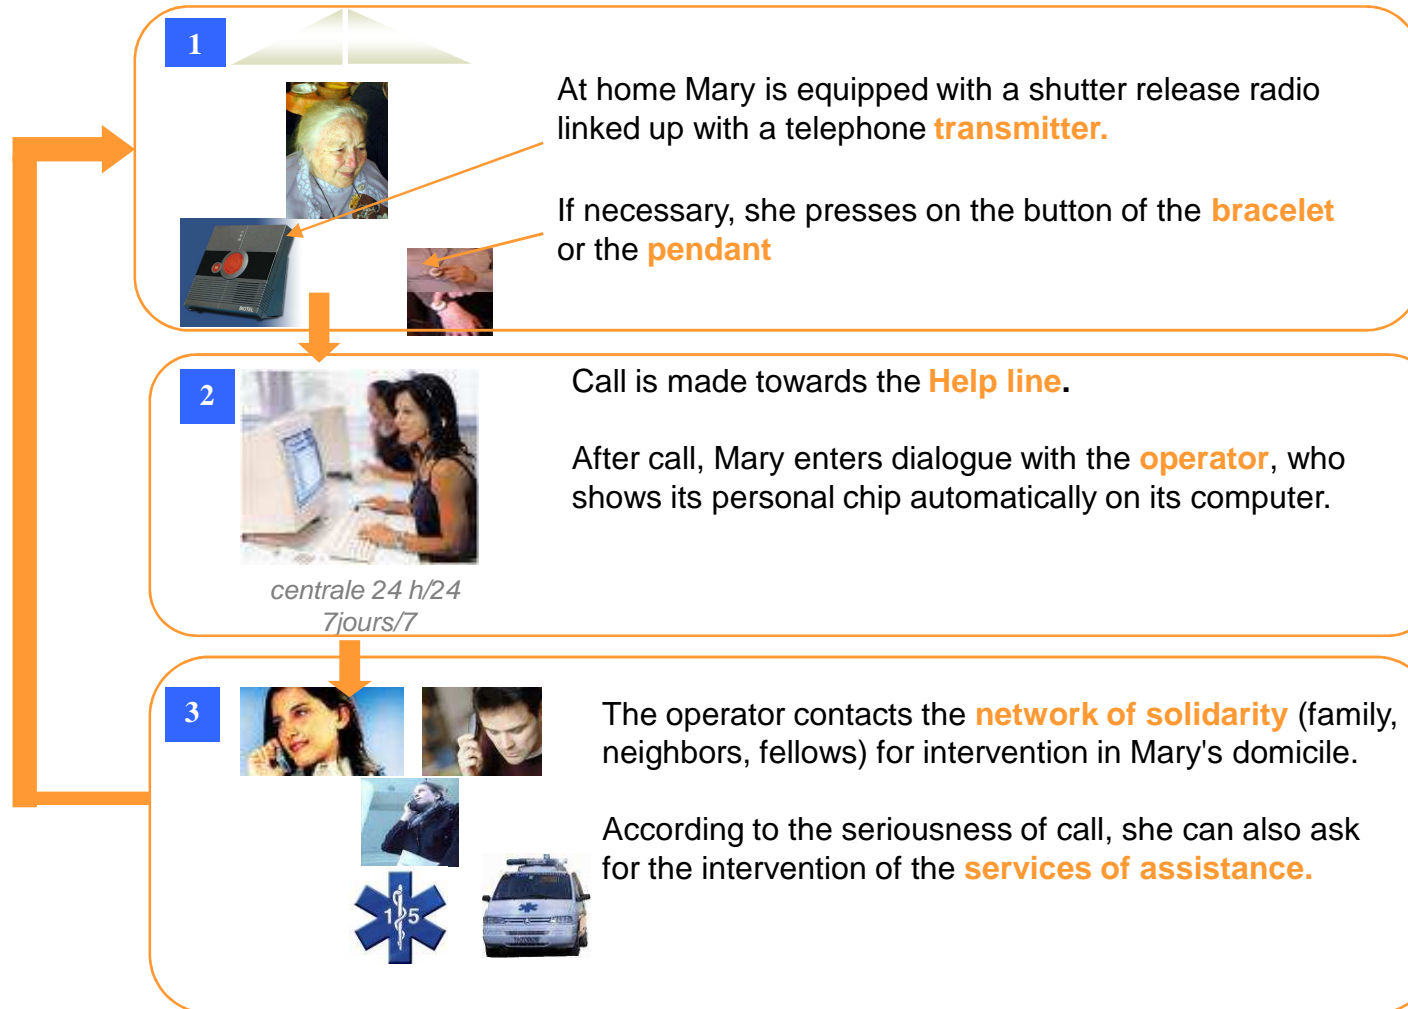 1
At home Mary is equipped with a shutter release radio
linked up with a telephone transmitter.
If necessary, she presses on the button of the bracelet
or the pendant
2
Call is made towards the Help line.
After call, Mary enters dialogue with the operator, who
shows its personal chip automatically on its computer.
centrale 24 h/24
7jours/7
3
The operator contacts the network of solidarity (family,
neighbors, fellows) for intervention in Mary's domicile.
According to the seriousness of call, she can also ask
for the intervention of the services of assistance.
15